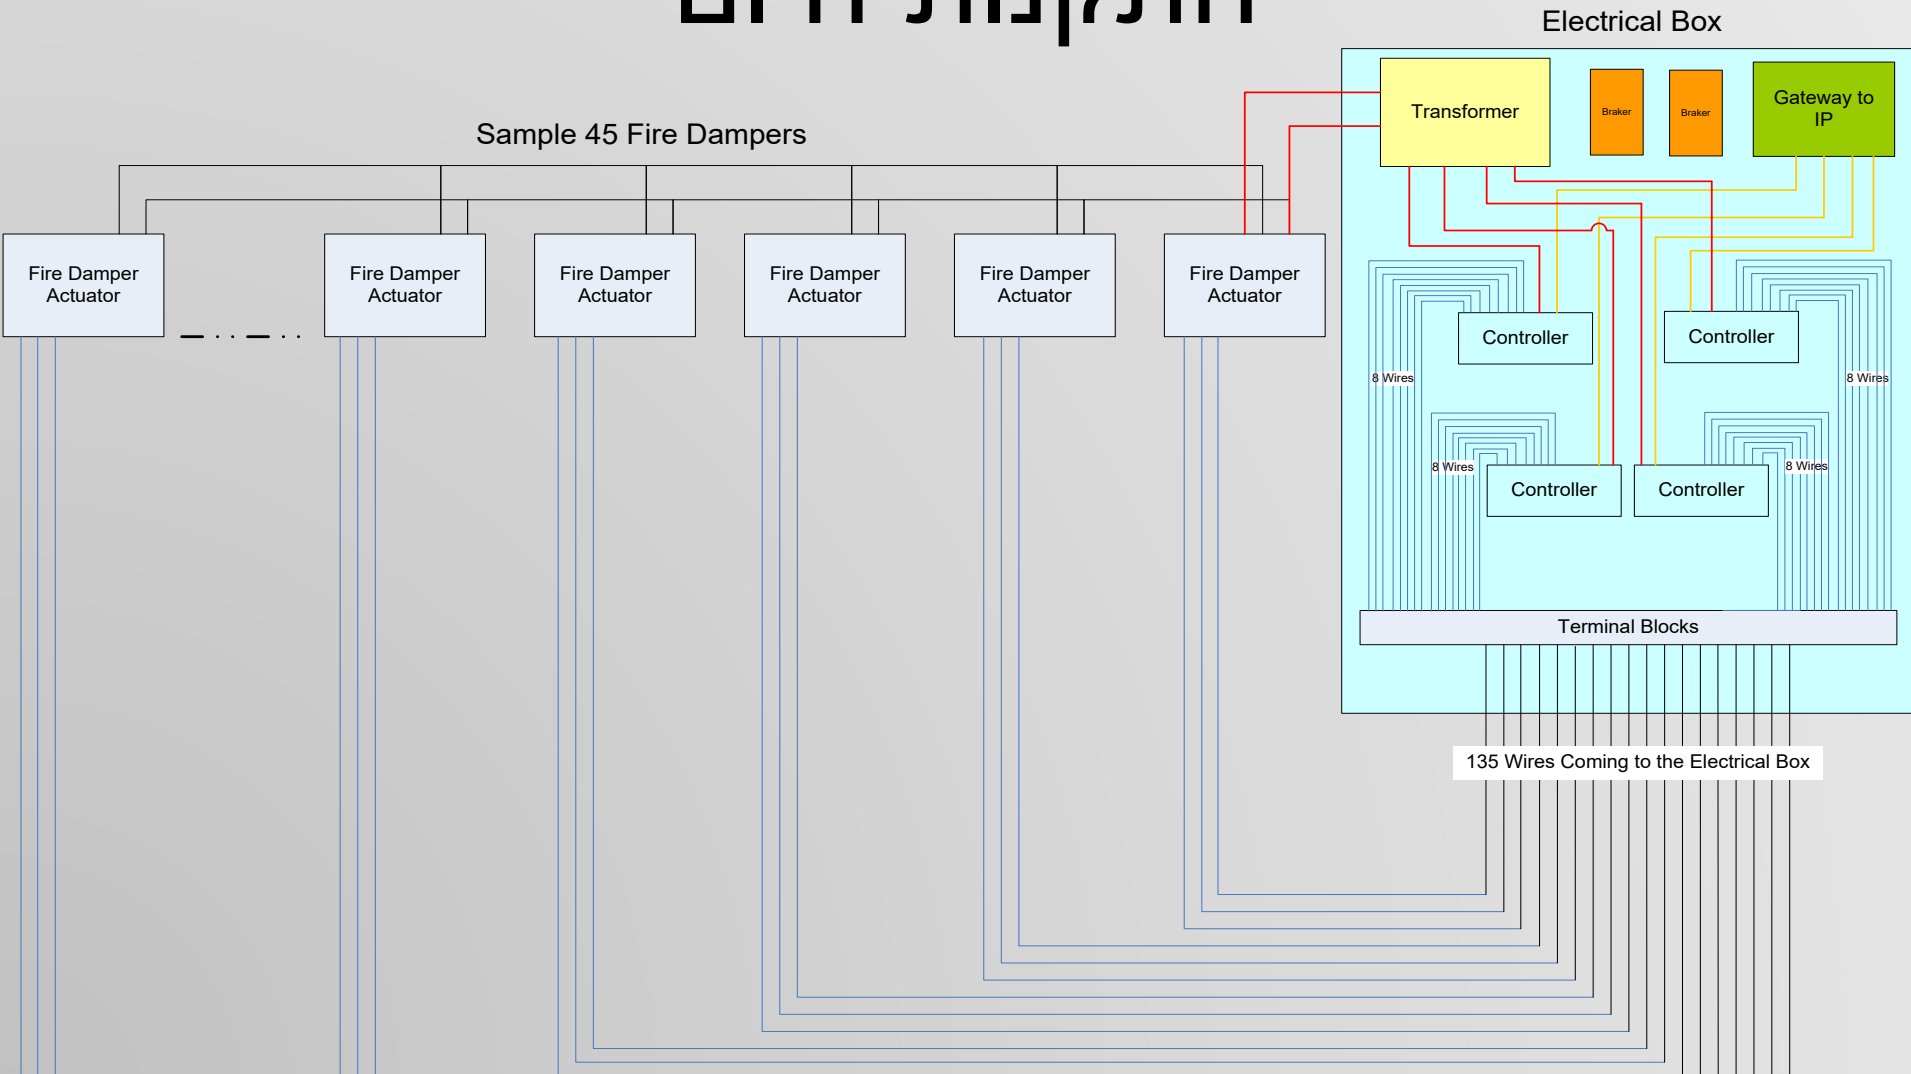 Electrical Box
Transformer
Braker
Braker
Gateway to
IP
Sample 45 Fire Dampers
Fire Damper
Actuator
Fire Damper
Actuator
Fire Damper
Actuator
Fire Damper
Actuator
Fire Damper
Actuator
Fire Damper
Actuator
Controller
Controller
8 Wires
8 Wires
8 Wires
8 Wires
Controller
Controller
Terminal Blocks
135 Wires Coming to the Electrical Box